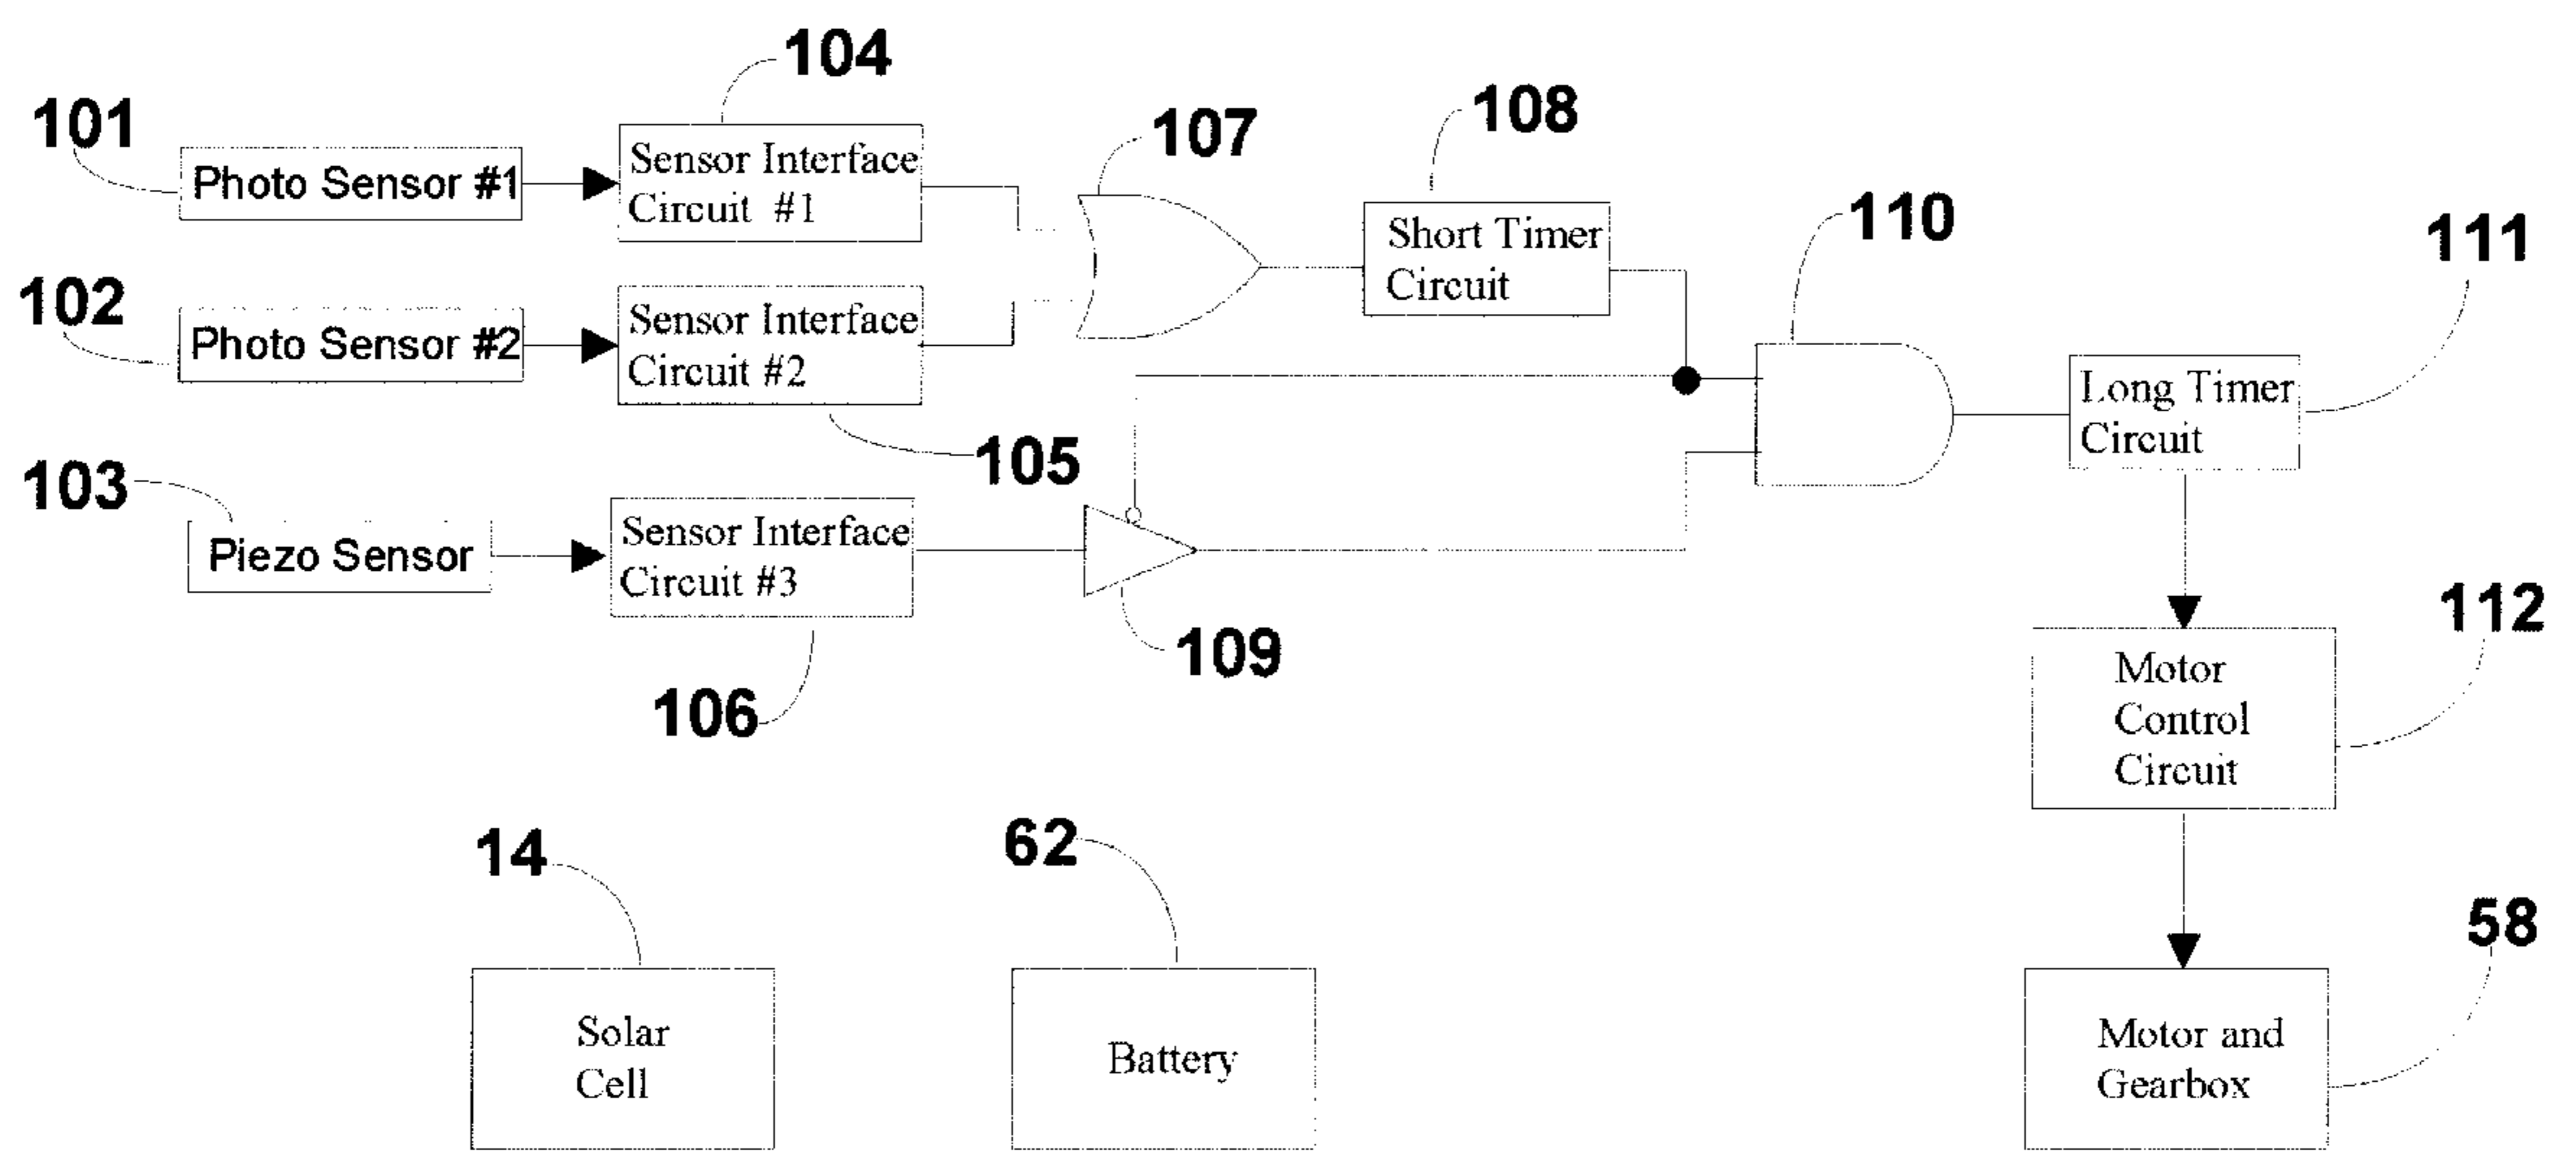 104
101
Photo Sensor #1
Sensor Interface
Circuit #1
107
108
Short Timer
Circuit
110
111
102
Photo Sensor #2
Sensor Interface
Circuit #2
105
Long Timer
Circuit
103
Piezo Sensor
Sensor Interface
Circuit #3
106
109
112
Motor
Control
Circuit
14
62
58
Solar
Cell
Battery
Motor and
Gearbox